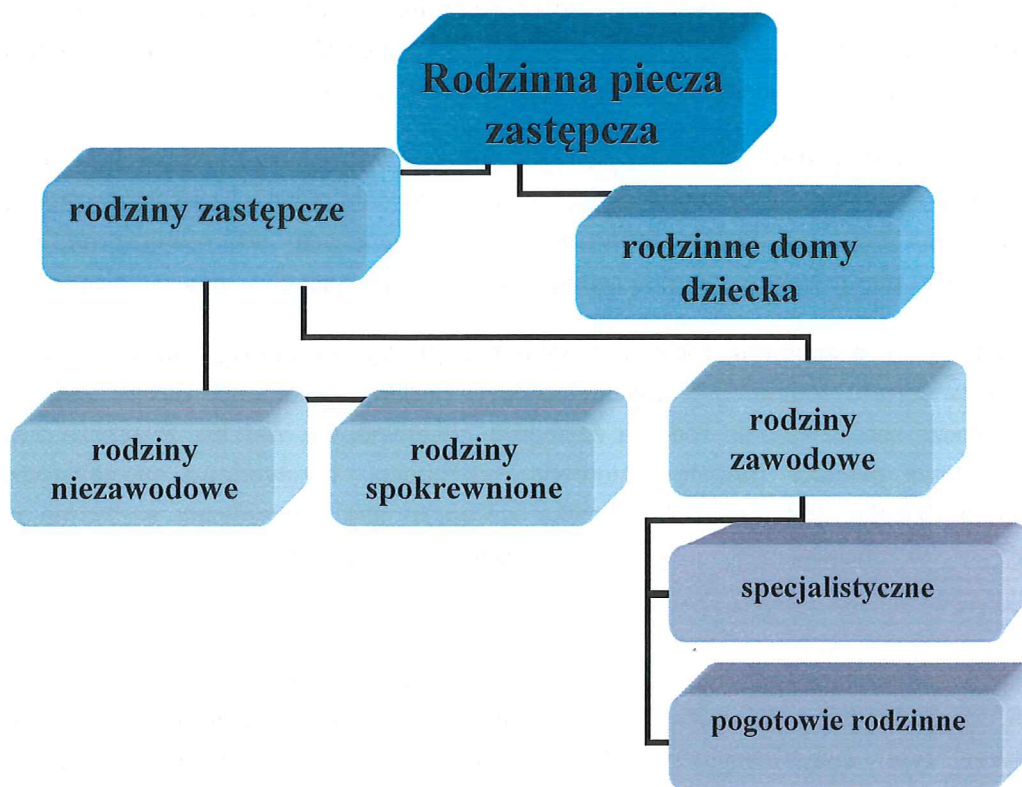 Rodzinna piecza
zastępcza
rodziny zastępcze
rodzinne domy
dziecka
rodziny
niezawodowe
rodziny
spokrewnione
rodziny
zawodowe
specjalistyczne
pogotowie rodzinne